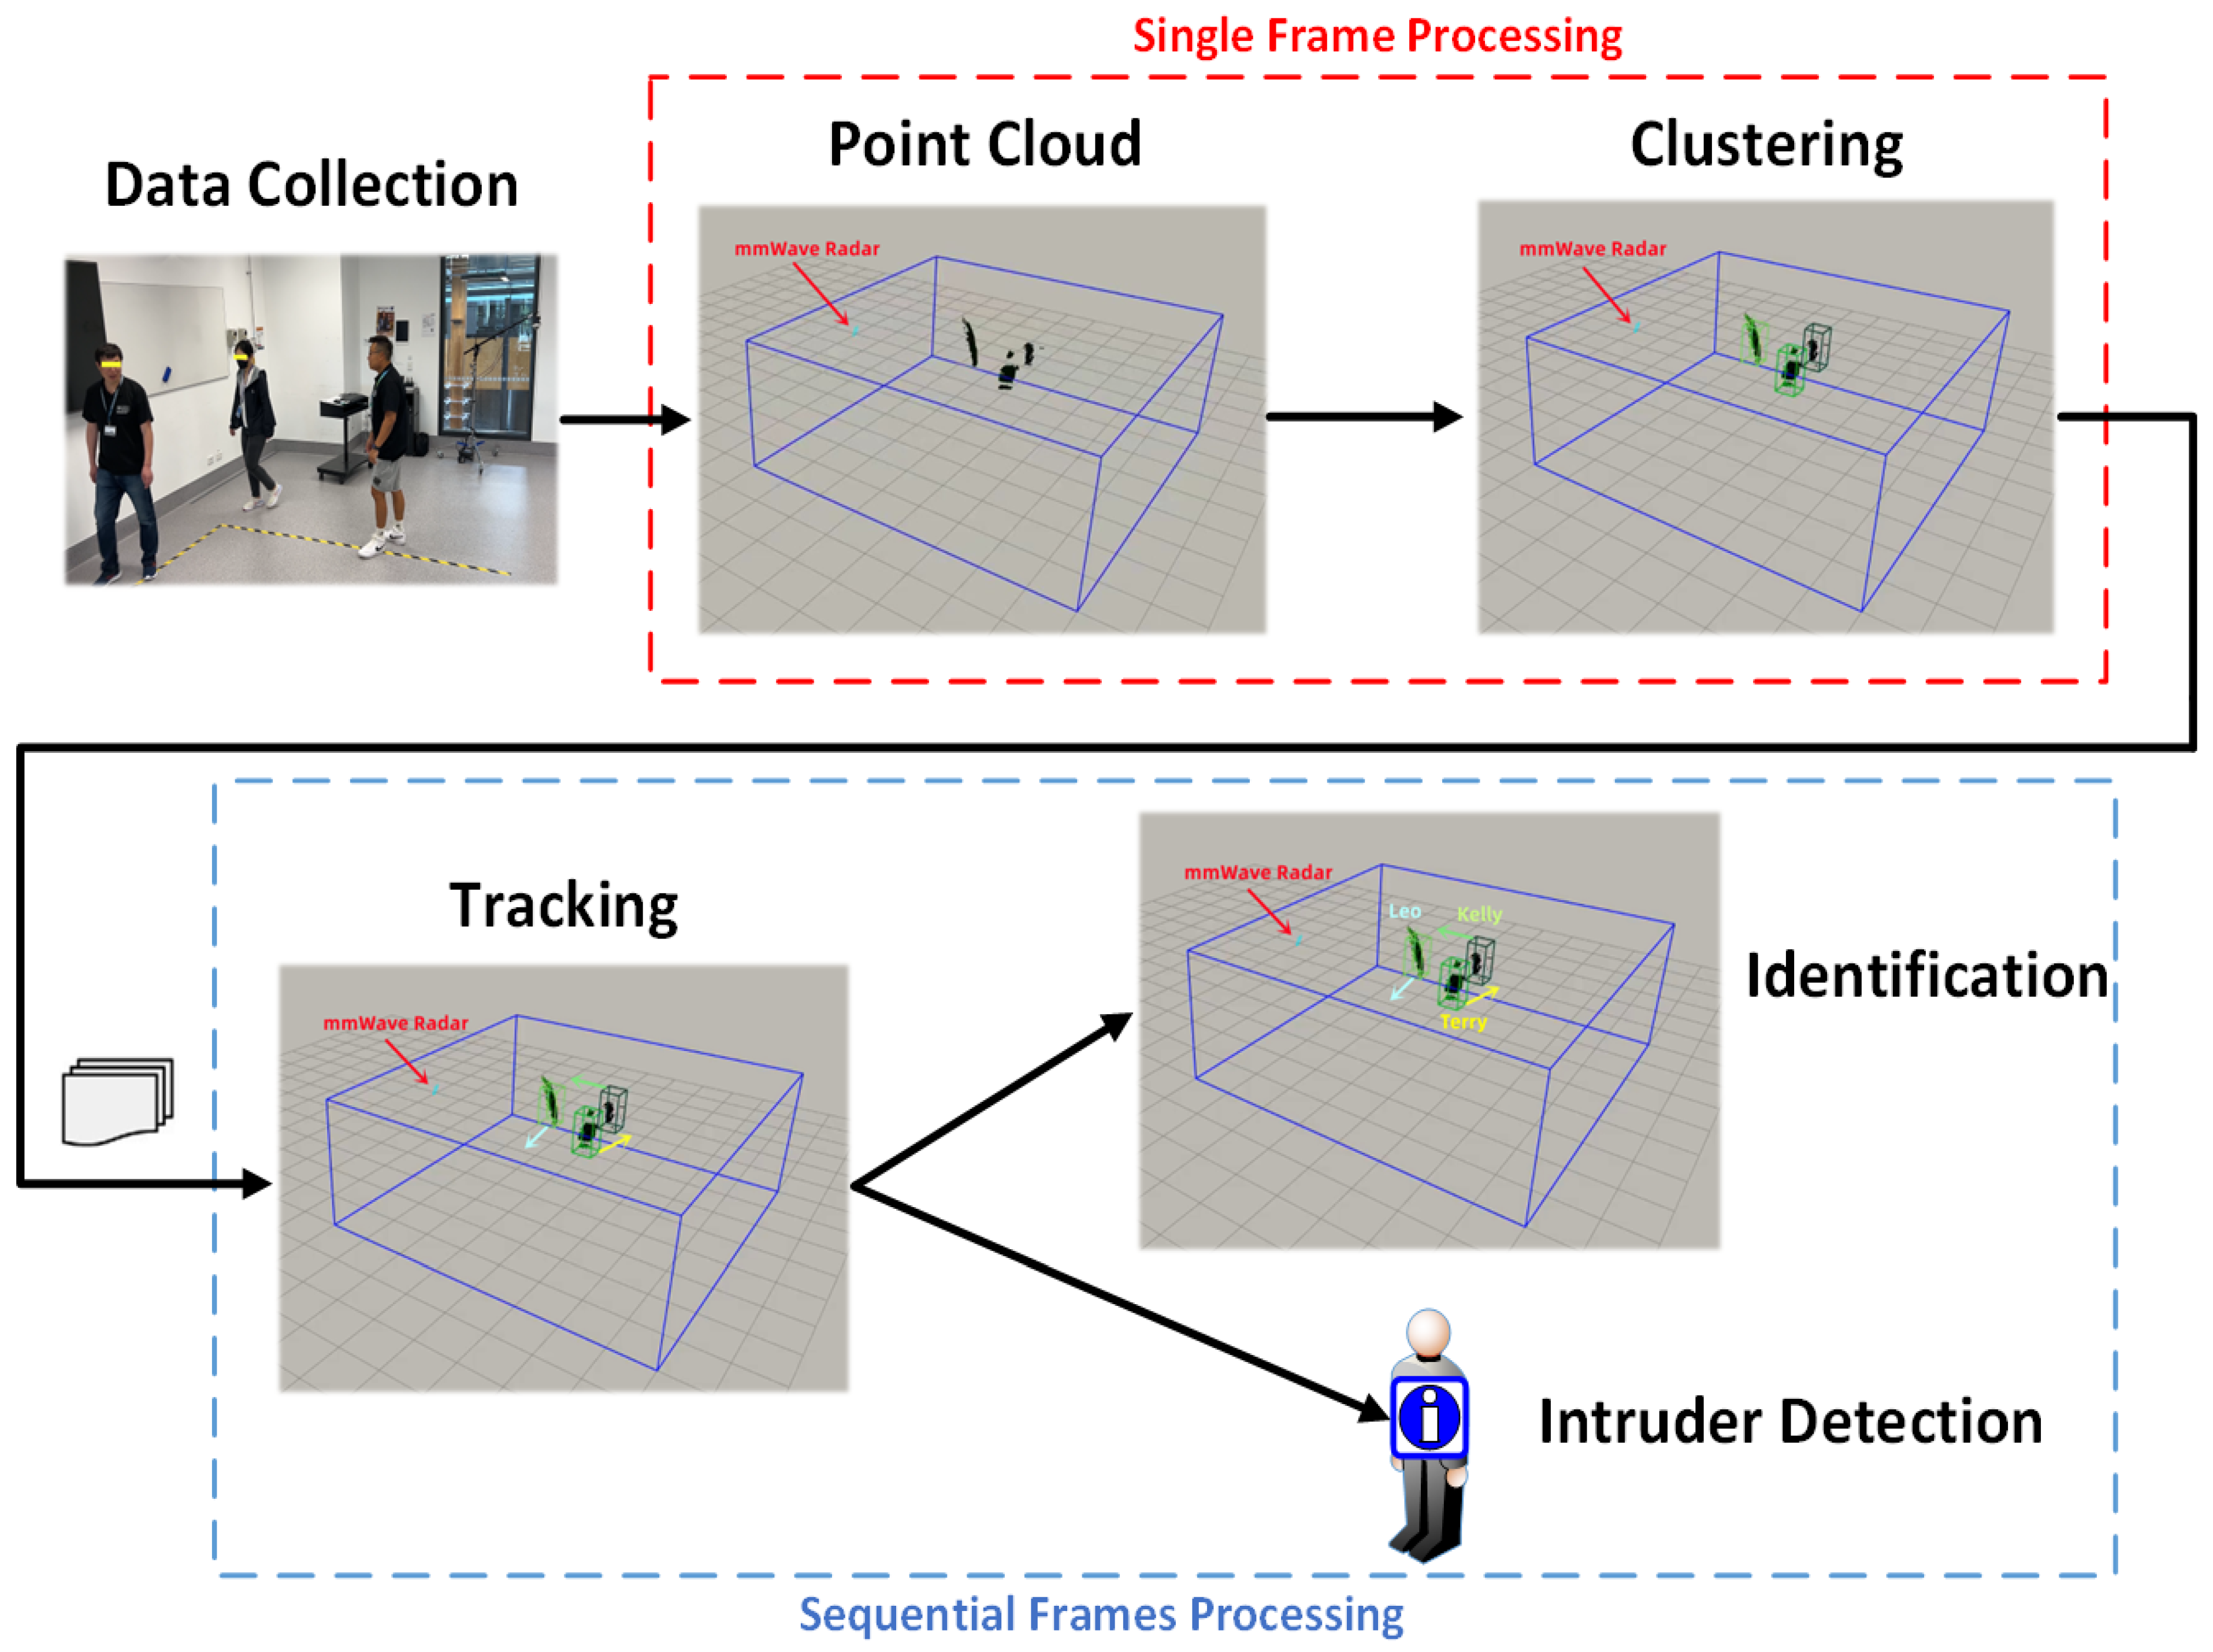 Single Frame Processing
Data Collection
Point Cloud
Clustering
mmWave Radar
mmWave Radar
Tracking
mmWave Radar
mmWave Radar
Leo
Kelly
Terry
Identification
i
Intruder Detection
Sequential Frames Processing